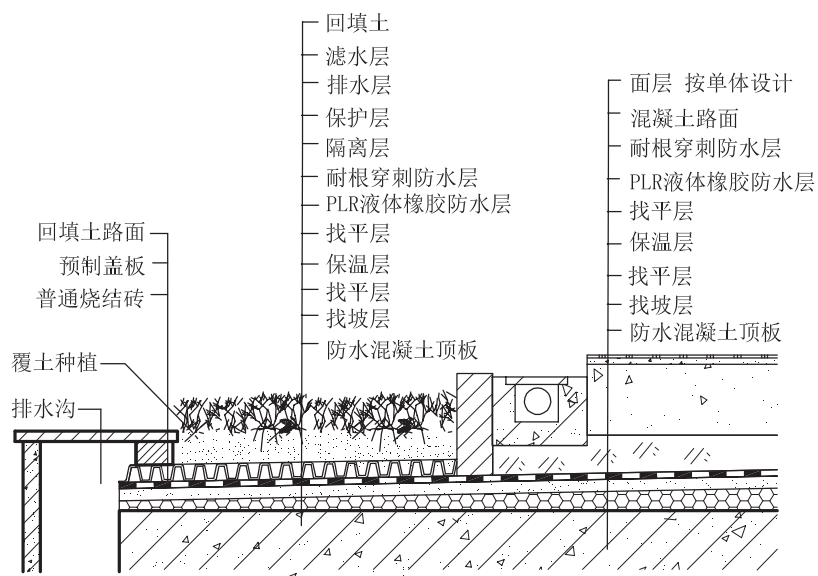 回填土
滤水层
排水层
保护层
隔离层
耐根穿刺防水层
PLR液体橡胶防水层
找平层
保温层
找平层
找坡层
防水混凝土顶板
面层 按单体设计
混凝土路面
耐根穿刺防水层
PLR液体橡胶防水层
找平层
保温层
找平层
找坡层
防水混凝土顶板
回填土路面
预制盖板
普通烧结砖
覆土种植
排水沟